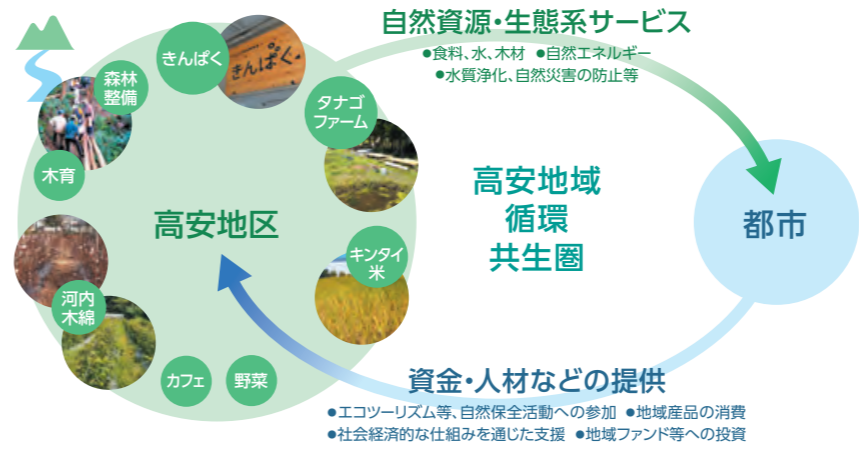 自然資源・生態系サービス
●食料、水、木材 ●自然エネルギー
●水質浄化、自然災害の防止等
きんぱく
きんぱく
森林
整備
タナゴ
ファーム
木育
高安地区
高安地域
循環
共生圏
都市
キンタイ
米
河内
木綿
カフェ
野菜
資金・人材などの提供
●エコツーリズム等、自然保全活動への参加 ●地域産品の消費
●社会経済的な仕組みを通じた支援 ●地域ファンド等への投資